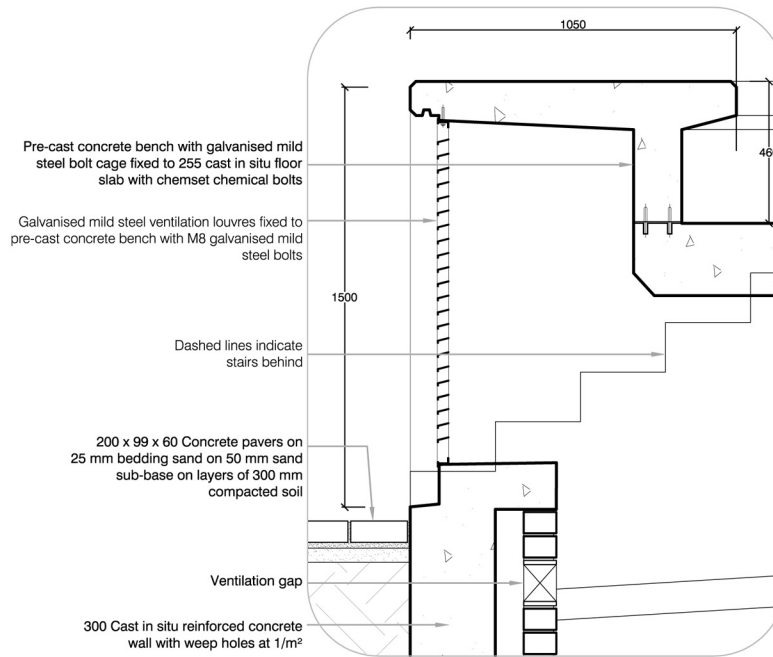 1050
Pre-cast concrete bench with galvanised mild
steel bolt cage fixed to 255 cast in situ floor
slab with chemset chemical bolts
460
Galvanised mild steel ventilation louvres fixed to
pre-cast concrete bench with M8 galvanised mild
steel bolts
1500
Dashed lines indicate
stairs behind
200 x 99 x 60 Concrete pavers on
25 mm bedding sand on 50 mm sand
sub-base on layers of 300 mm
compacted soil
Ventilation gap
300 Cast in situ reinforced concrete
wall with weep holes at 1/m²